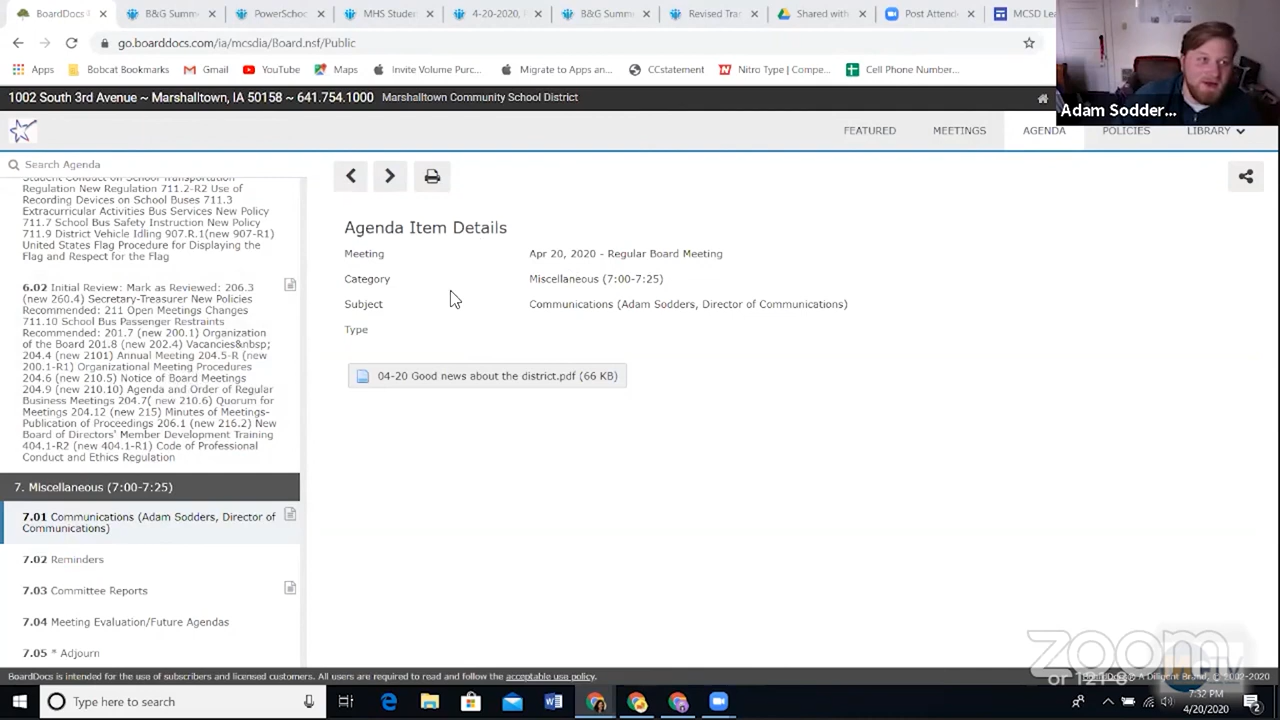 BoardDocs
B&G Summ
PowerSchoo
MHS Studen
4-20-2020,
B&G Summ
Revised Tra
Shared with
Post Attend
MCSD Lea
go.boarddocs.com/ia/mcsdia/Board.nsf/Public
Apps
Bobcat Bookmarks
Gmail
YouTube
Maps
Invite Volume Purc...
Migrate to Apps an...
CCstatement
Nitro Type | Compe...
Cell Phone Number...
Adam Sodder...
1002 South 3rd Avenue ~ Marshalltown, IA 50158 ~ 641.754.1000 Marshalltown Community School District
FEATURED
MEETINGS
AGENDA
POLICIES
LIBRARY
Search Agenda
Student Conduct on School Transportation
Regulation New Regulation 711.2-R2 Use of
Recording Devices on School Buses 711.3
Extracurricular Activities Bus Services New Policy
711.7 School Bus Safety Instruction New Policy
711.9 District Vehicle Idling 907.R.1(new 907-R1)
United States Flag Procedure for Displaying the
Flag and Respect for the Flag
6.02 Initial Review: Mark as Reviewed: 206.3
(new 260.4) Secretary-Treasurer New Policies
Recommended: 211 Open Meetings Changes
711.10 School Bus Passenger Restraints
Recommended: 201.7 (new 200.1) Organization
of the Board 201.8 (new 202.4) Vacancies&nbsp;
204.4 (new 2101) Annual Meeting 204.5-R (new
200.1-R1) Organizational Meeting Procedures
204.6 (new 210.5) Notice of Board Meetings
204.9 (new 210.10) Agenda and Order of Regular
Business Meetings 204.7( new 210.6) Quorum for
Meetings 204.12 (new 215) Minutes of Meetings-
Publication of Proceedings 206.1 (new 216.2) New
Board of Directors' Member Development Training
404.1-R2 (new 404.1-R1) Code of Professional
Conduct and Ethics Regulation
7. Miscellaneous (7:00-7:25)
7.01 Communications (Adam Sodders, Director of
Communications)
7.02 Reminders
7.03 Committee Reports
7.04 Meeting Evaluation/Future Agendas
7.05 * Adjourn
Agenda Item Details
Meeting Apr 20, 2020 - Regular Board Meeting
Category Miscellaneous (7:00-7:25)
Subject Communications (Adam Sodders, Director of Communications)
Type
04-20 Good news about the district.pdf (66 KB)
zoom
BoardDocs is intended for the use of subscribers and licensed customers. All users are required to read and follow the acceptable use policy.
A Diligent Brand, © 2002-2020
Type here to search
7:32 PM
4/20/2020
2